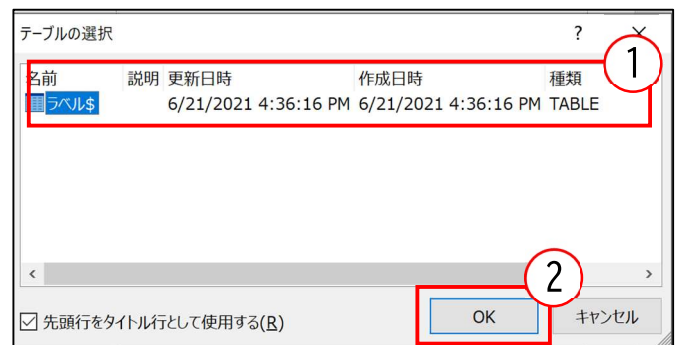 テーブルの選択 ? ×
1
名前 説明 更新日時 作成日時 種類
ラベル$ 6/21/2021 4:36:16 PM 6/21/2021 4:36:16 PM TABLE
2
先頭行をタイトル行として使用する(R) OK キャンセル